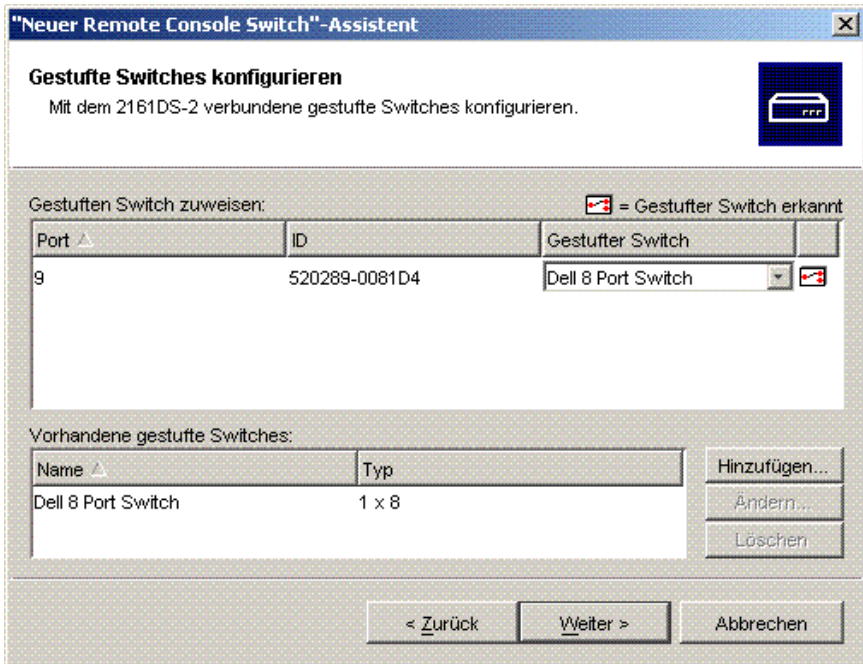 "Neuer Remote Console Switch"-Assistent
Gestufte Switches konfigurieren
Mit dem 2161DS-2 verbundene gestufte Switches konfigurieren.
Gestuften Switch zuweisen: = Gestufter Switch erkannt
Port ID Gestufter Switch
9 520289-0081D4 Dell 8 Port Switch
Vorhandene gestufte Switches:
Name Typ
Dell 8 Port Switch 1 x 8
Hinzufügen...
Ändern...
Löschen
< Zurück Weiter > Abbrechen